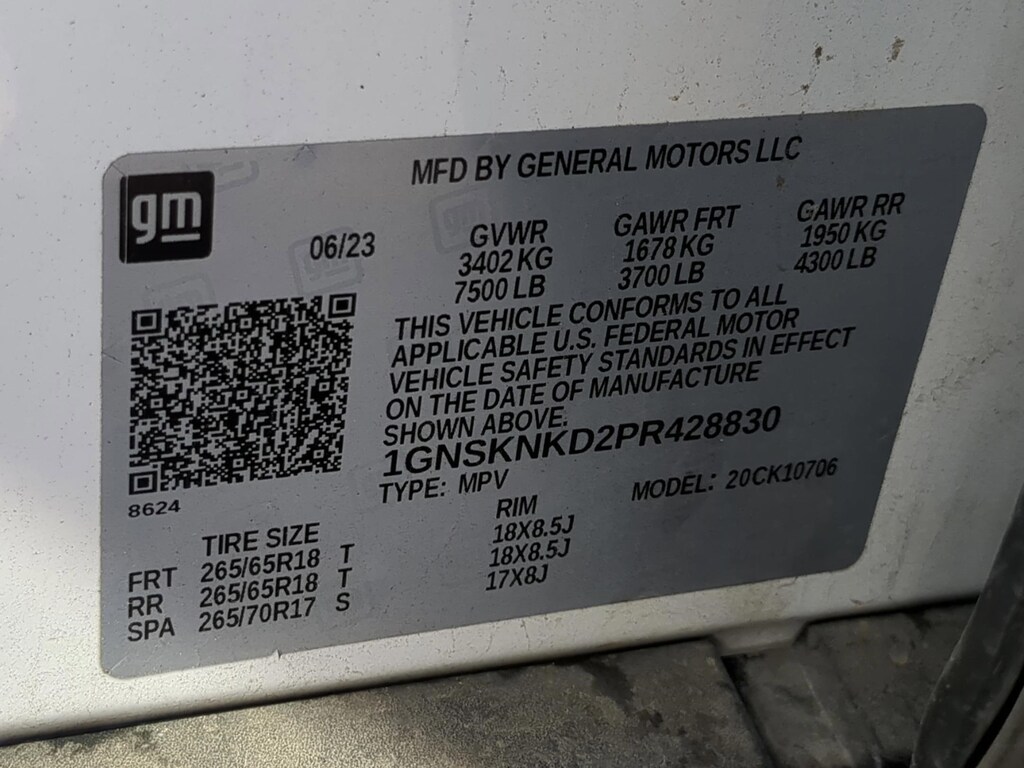 MFD BY GENERAL MOTORS LLC
gm
06/23
GVWR GAWR FRT GAWR RR
3402 KG 1678 KG 1950 KG
7500 LB 3700 LB 4300 LB
THIS VEHICLE CONFORMS TO ALL
APPLICABLE U.S. FEDERAL MOTOR
VEHICLE SAFETY STANDARDS IN EFFECT
ON THE DATE OF MANUFACTURE
SHOWN ABOVE.
1GNSKNKD2PR428830
TYPE: MPV MODEL: 20CK10706
8624
TIRE SIZE RIM
FRT 265/65R18 T 18X8.5J
RR 265/65R18 T 18X8.5J
SPA 265/70R17 S 17X8J